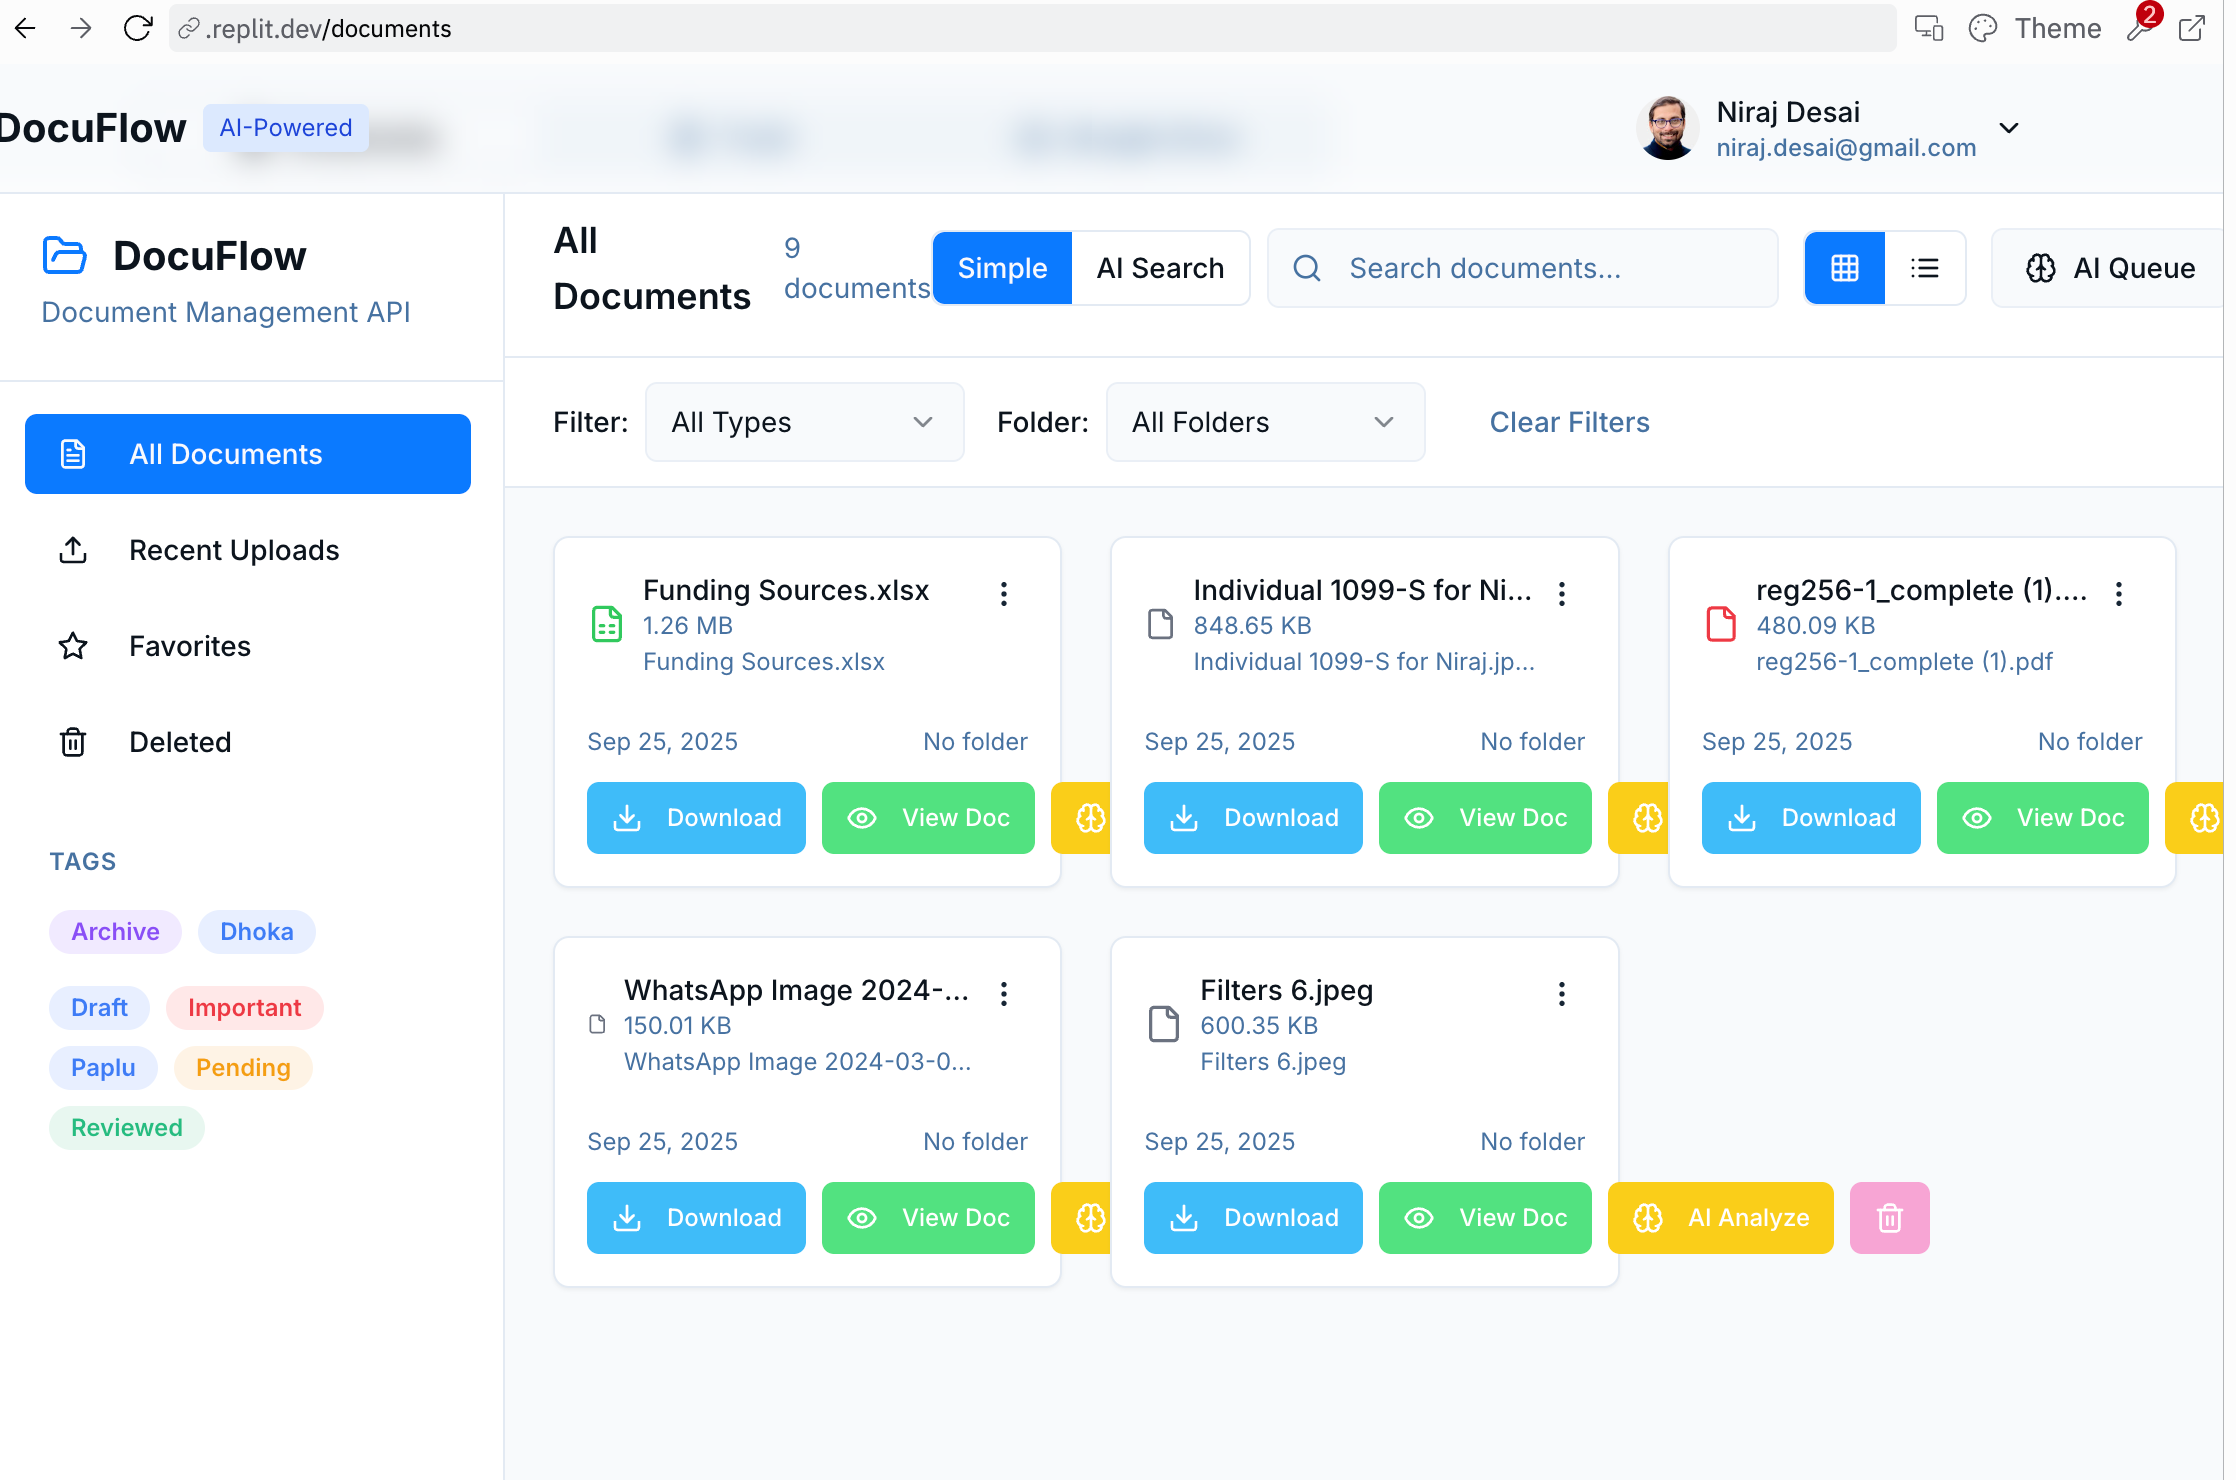 .replit.dev/documents
Theme
2
DocuFlow
AI-Powered
Niraj Desai
niraj.desai@gmail.com
DocuFlow
Document Management API
All Documents
Recent Uploads
Favorites
Deleted
TAGS
Archive
Dhoka
Draft
Important
Paplu
Pending
Reviewed
All
Documents
9
documents
Simple
AI Search
Search documents...
AI Queue
Filter:
All Types
Folder:
All Folders
Clear Filters
Funding Sources.xlsx
1.26 MB
Funding Sources.xlsx
Sep 25, 2025
No folder
Download
View Doc
Individual 1099-S for Ni...
848.65 KB
Individual 1099-S for Niraj.jp...
Sep 25, 2025
No folder
Download
View Doc
reg256-1_complete (1)....
480.09 KB
reg256-1_complete (1).pdf
Sep 25, 2025
No folder
Download
View Doc
WhatsApp Image 2024-...
150.01 KB
WhatsApp Image 2024-03-0...
Sep 25, 2025
No folder
Download
View Doc
Filters 6.jpeg
600.35 KB
Filters 6.jpeg
Sep 25, 2025
No folder
Download
View Doc
AI Analyze